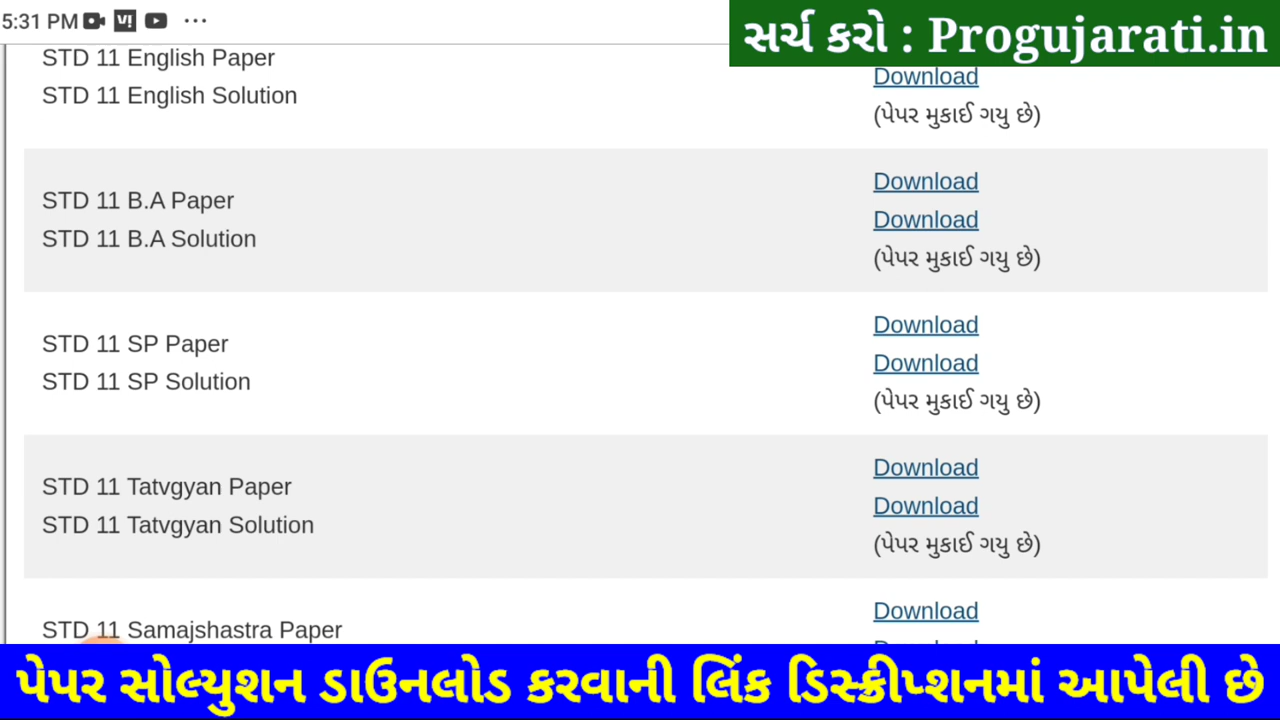 5:31 PM
સર્ચ કરો : Progujarati.in
STD 11 English Paper
Download
STD 11 English Solution
(પેપર મુકાઈ ગયુ છે)
Download
STD 11 B.A Paper
Download
STD 11 B.A Solution
(પેપર મુકાઈ ગયુ છે)
Download
STD 11 SP Paper
Download
STD 11 SP Solution
(પેપર મુકાઈ ગયુ છે)
Download
STD 11 Tatvgyan Paper
Download
STD 11 Tatvgyan Solution
(પેપર મુકાઈ ગયુ છે)
Download
STD 11 Samajshastra Paper
પેપર સોલ્યુશન ડાઉનલોડ કરવાની લિંક ડિસ્ક્રીપ્શનમાં આપેલી છે